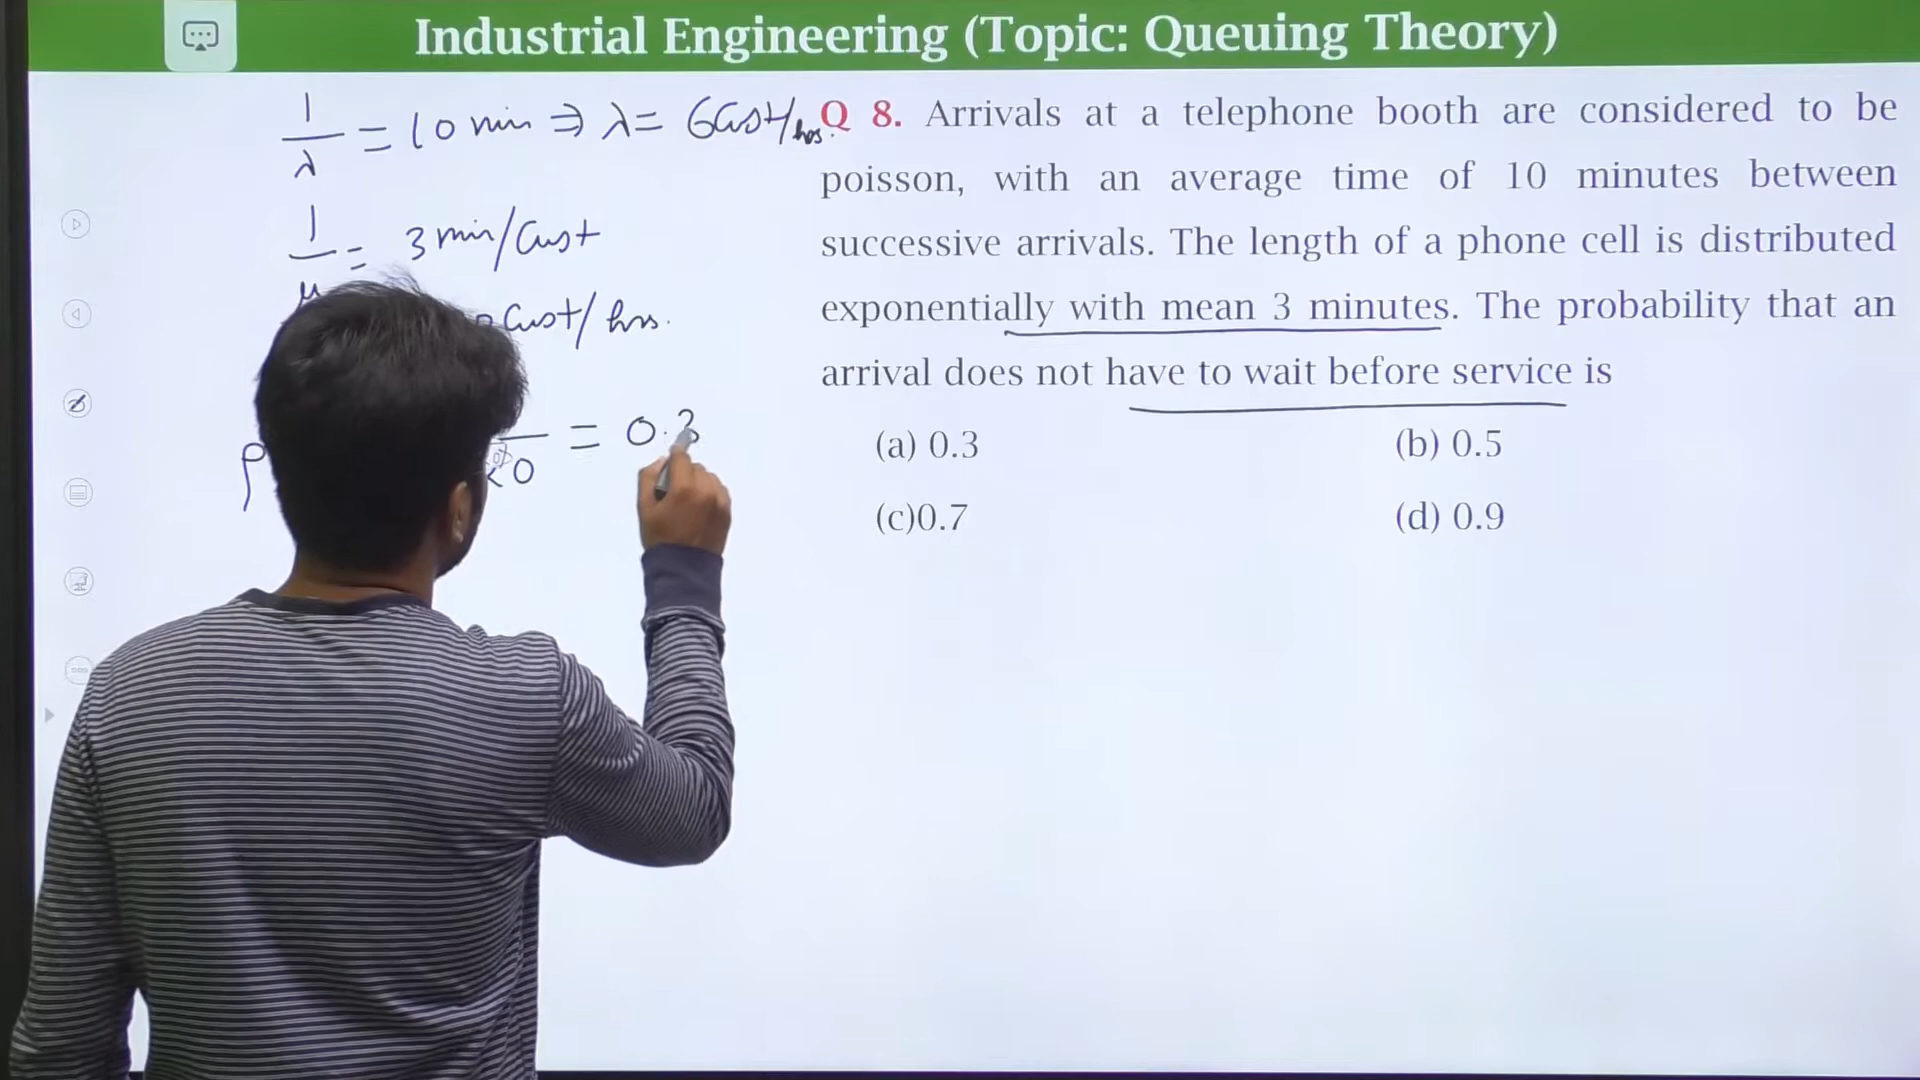 Industrial Engineering (Topic: Queuing Theory)
1/λ = 10 min ⇒ λ = 6 Cust/hrs.
1/μ = 3 min/Cust
Cust/hrs.
ρ
20 = 0.3
Q 8. Arrivals at a telephone booth are considered to be
poisson, with an average time of 10 minutes between
successive arrivals. The length of a phone cell is distributed
exponentially with mean 3 minutes. The probability that an
arrival does not have to wait before service is
(a) 0.3 (b) 0.5
(c)0.7 (d) 0.9